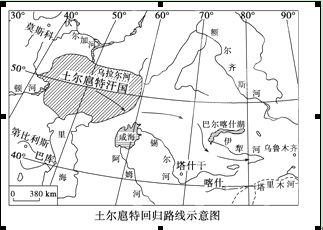 30°
60°
70°
80°
90°
莫斯科
伏尔加河
额尔齐斯河
50°
乌拉尔河
土尔扈特汗国
顿河
巴尔喀什湖
第比利斯
里海
咸海
锡尔河
伊犁河
乌鲁木齐
巴库
塔什干
40°
阿姆河
喀什
塔里木河
0 380 km
土尔扈特回归路线示意图